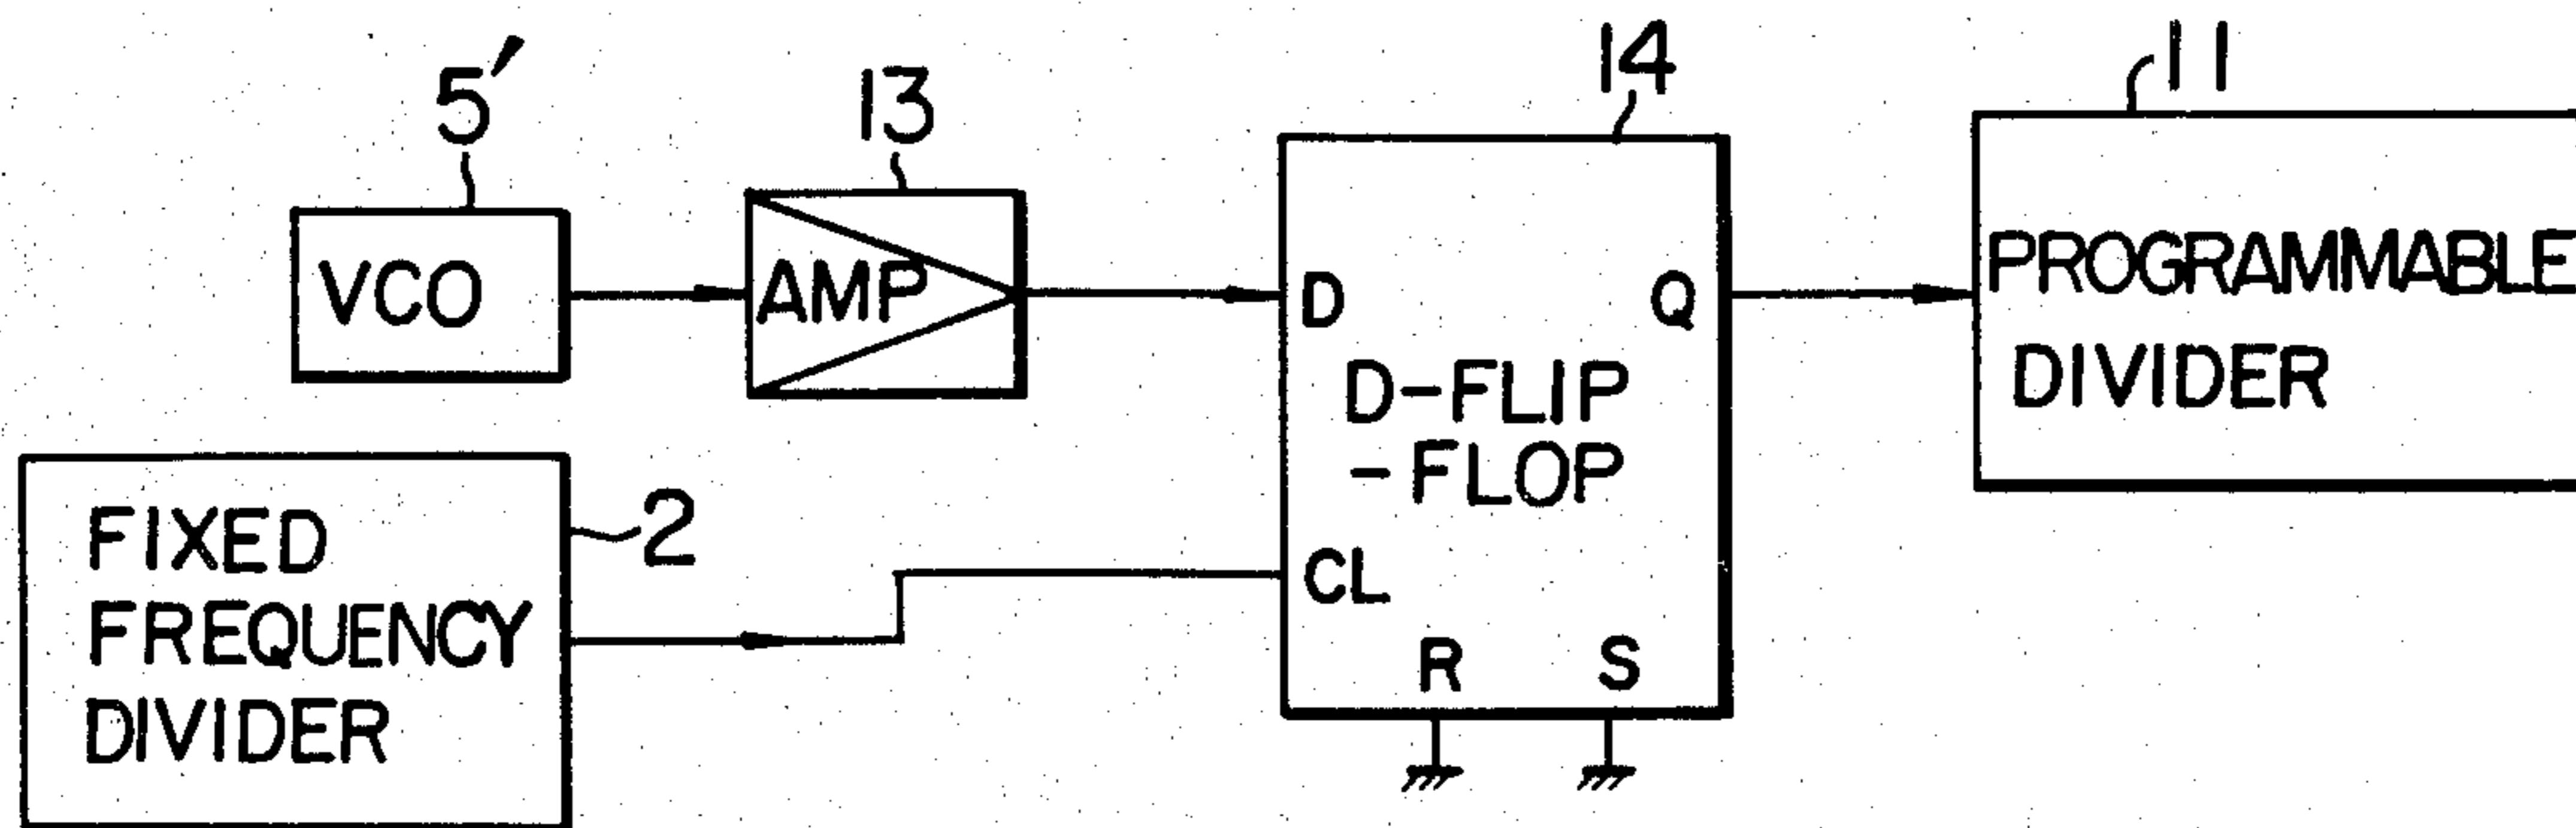 5'
13
14
11
VCO
AMP
D
Q
PROGRAMMABLE
DIVIDER
D-FLIP
-FLOP
FIXED
FREQUENCY
DIVIDER
2
CL
R
S